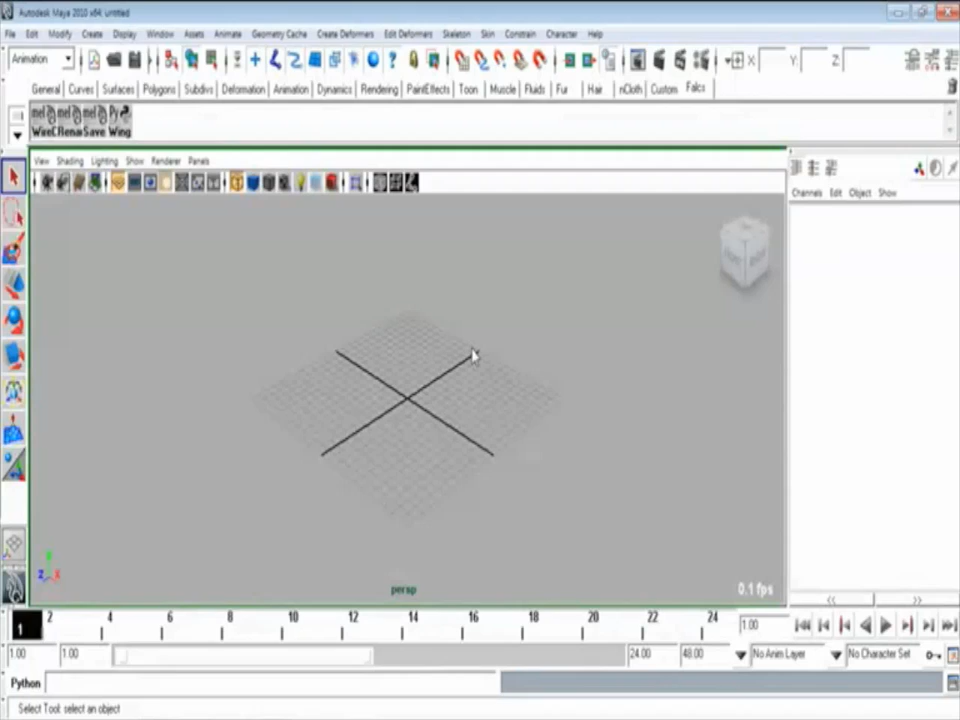 Autodesk Maya 2010 x64: untitled
File Edit Modify Create Display Window Assets Animate Geometry Cache Create Deformers Edit Deformers Skeleton Skin Constrain Character Help
Animation X: Y: Z:
General Curves Surfaces Polygons Subdivs Deformation Animation Dynamics Rendering PaintEffects Toon Muscle Fluids Fur Hair nCloth Custom Falcs
mel mel mel Py
WireCRenarSave Wing
View Shading Lighting Show Renderer Panels
Channels Edit Object Show
persp
0.1 fps
1 2 4 6 8 10 12 14 16 18 20 22 24 1.00
1.00 1.00 24.00 48.00 No Anim Layer No Character Set
Python
Select Tool: select an object